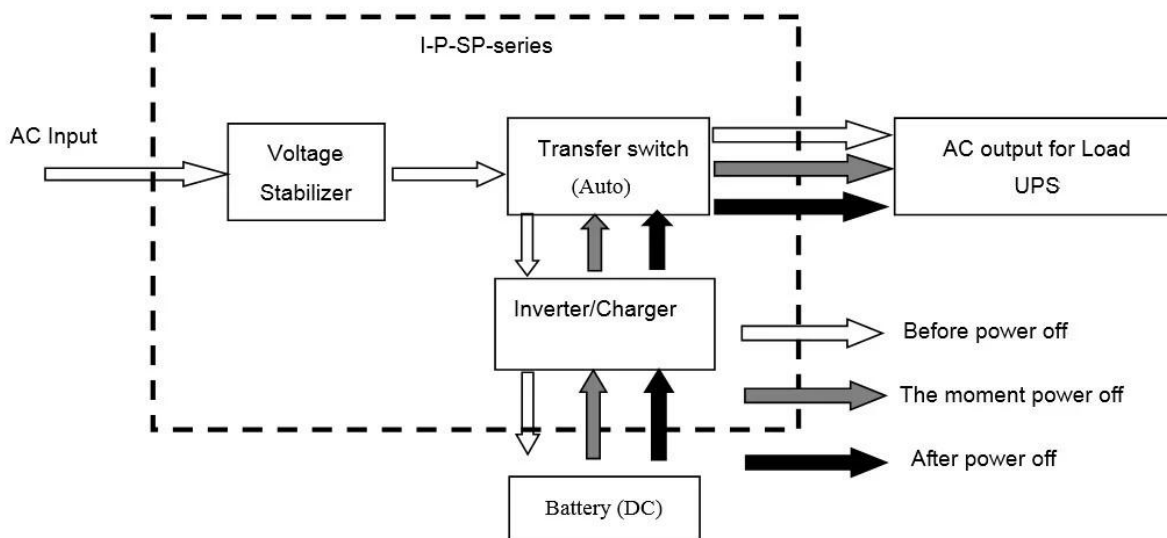 I-P-SP-series
AC Input
Voltage
Stabilizer
Transfer switch
(Auto)
AC output for Load
UPS
Inverter/Charger
Before power off
The moment power off
After power off
Battery (DC)